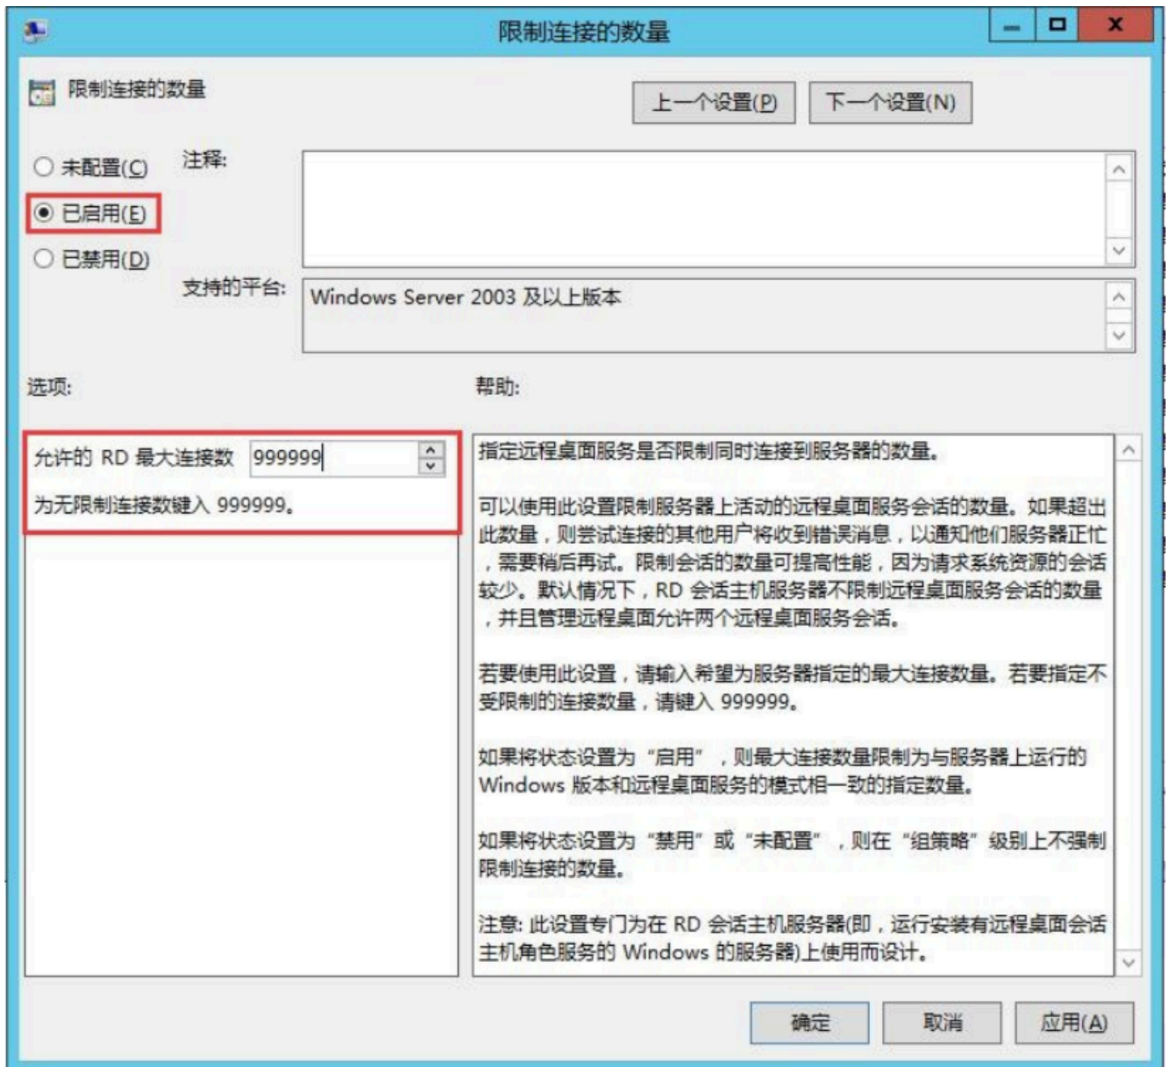 限制连接的数量
限制连接的数量
上一个设置(P)
下一个设置(N)
未配置(C)
注释:
已启用(E)
已禁用(D)
支持的平台:
Windows Server 2003 及以上版本
选项:
帮助:
允许的 RD 最大连接数
999999
为无限制连接数键入 999999。
指定远程桌面服务是否限制同时连接到服务器的数量。
可以使用此设置限制服务器上活动的远程桌面服务会话的数量。如果超出
此数量，则尝试连接的其他用户将收到错误消息，以通知他们服务器正忙
，需要稍后再试。限制会话的数量可提高性能，因为请求系统资源的会话
较少。默认情况下，RD 会话主机服务器不限制远程桌面服务会话的数量
，并且管理远程桌面允许两个远程桌面服务会话。
若要使用此设置，请输入希望为服务器指定的最大连接数量。若要指定不
受限制的连接数量，请键入 999999。
如果将状态设置为“启用”，则最大连接数量限制为与服务器上运行的
Windows 版本和远程桌面服务的模式相一致的指定数量。
如果将状态设置为“禁用”或“未配置”，则在“组策略”级别上不强制
限制连接的数量。
注意: 此设置专门为在 RD 会话主机服务器(即，运行安装有远程桌面会话
主机角色服务的 Windows 的服务器)上使用而设计。
确定
取消
应用(A)